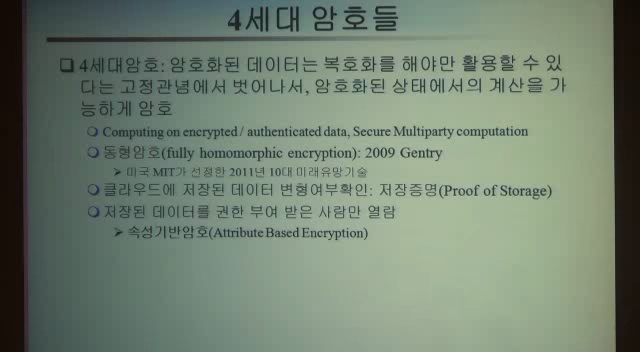 4세대 암호들
❑ 4세대암호: 암호화된 데이터는 복호화를 해야만 활용할 수 있
다는 고정관념에서 벗어나서, 암호화된 상태에서의 계산을 가
능하게 암호
❍ Computing on encrypted / authenticated data, Secure Multiparty computation
❍ 동형암호(fully homomorphic encryption): 2009 Gentry
➢ 미국 MIT가 선정한 2011년 10대 미래유망기술
❍ 클라우드에 저장된 데이터 변형여부확인: 저장증명(Proof of Storage)
❍ 저장된 데이터를 권한 부여 받은 사람만 열람
➢ 속성기반암호(Attribute Based Encryption)